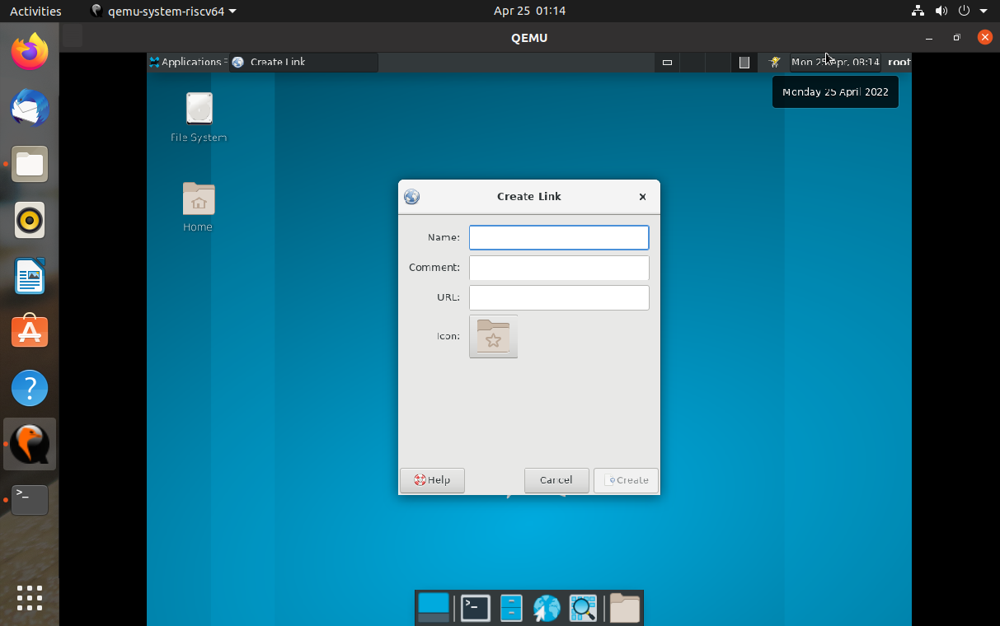 Activities
qemu-system-riscv64
Apr 25 01:14
QEMU
Applications
Create Link
Mon 25 Apr, 08:14
root
Monday 25 April 2022
File System
Home
Create Link
Name:
Comment:
URL:
Icon:
Help
Cancel
Create